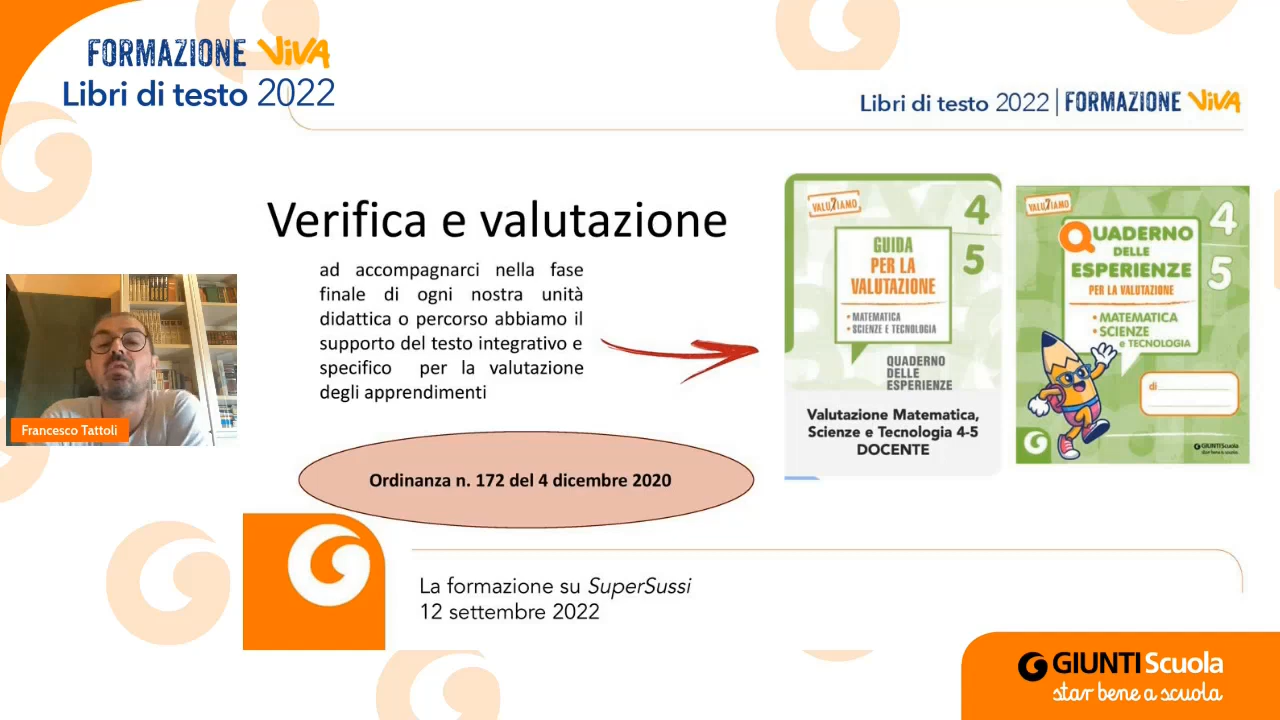 FORMAZIONE VIVA
Libri di testo 2022
Libri di testo 2022 | FORMAZIONE VIVA
Verifica e valutazione
ad accompagnarci nella fase
finale di ogni nostra unità
didattica o percorso abbiamo il
supporto del testo integrativo e
specifico per la valutazione
degli apprendimenti
Ordinanza n. 172 del 4 dicembre 2020
VALU7IAMO
4
5
GUIDA
PER LA
VALUTAZIONE
• MATEMATICA
• SCIENZE E TECNOLOGIA
QUADERNO
DELLE
ESPERIENZE
Valutazione Matematica,
Scienze e Tecnologia 4-5
DOCENTE
VALU7IAMO
4
5
QUADERNO
DELLE
ESPERIENZE
PER LA VALUTAZIONE
• MATEMATICA
• SCIENZE
e TECNOLOGIA
di
GIUNTI Scuola
star bene a scuola
Francesco Tattoli
La formazione su SuperSussi
12 settembre 2022
GIUNTI Scuola
star bene a scuola